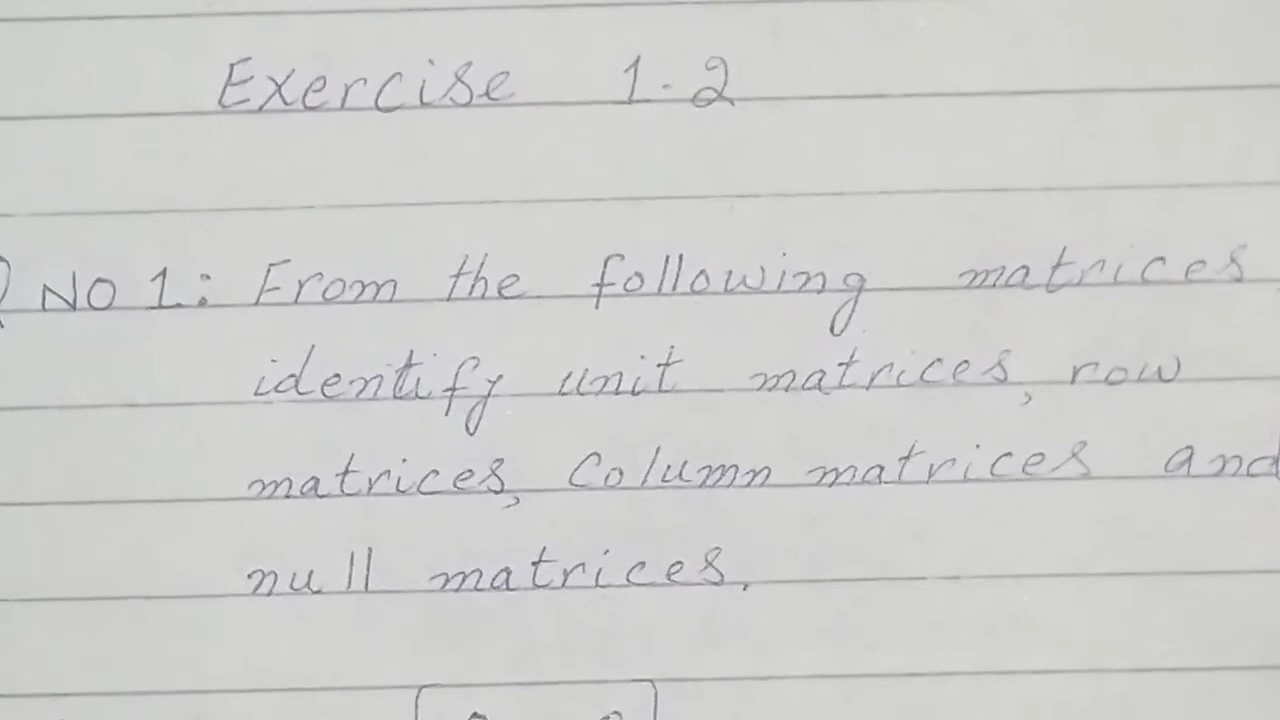 Exercise 1.2
Q NO 1: From the following matrices
identify unit matrices, row
matrices, Column matrices and
null matrices.